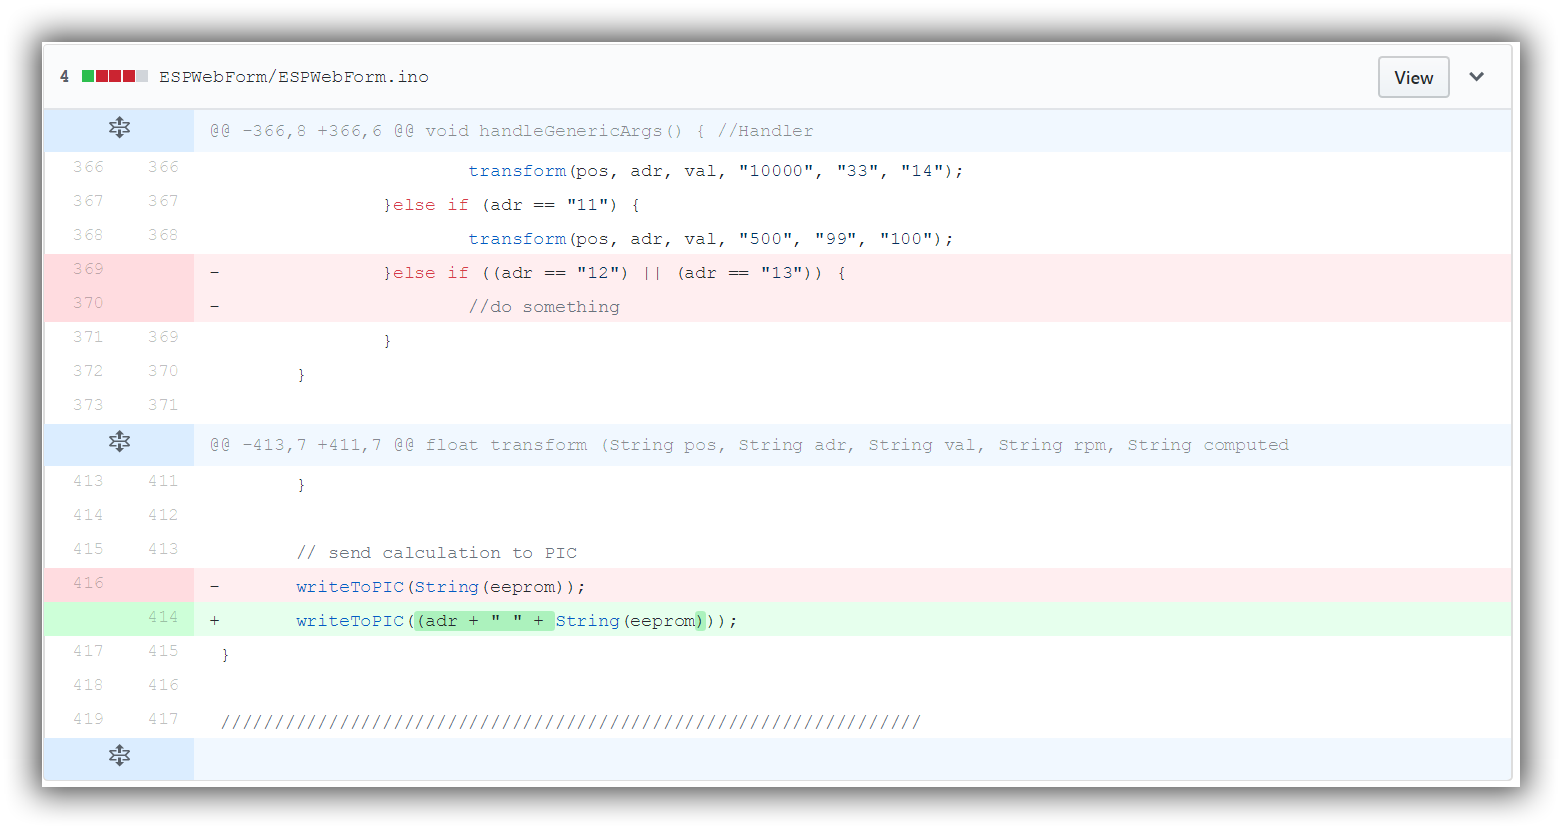 4 ESPWebForm/ESPWebForm.ino View
@@ -366,8 +366,6 @@ void handleGenericArgs() { //Handler
366 366 transform(pos, adr, val, "10000", "33", "14");
367 367 }else if (adr == "11") {
368 368 transform(pos, adr, val, "500", "99", "100");
369 - }else if ((adr == "12") || (adr == "13")) {
370 - //do something
371 369 }
372 370 }
373 371
@@ -413,7 +411,7 @@ float transform (String pos, String adr, String val, String rpm, String computed
413 411 }
414 412
415 413 // send calculation to PIC
416 - writeToPIC(String(eeprom));
414 + writeToPIC((adr + " " + String(eeprom)));
417 415 }
418 416
419 417 /////////////////////////////////////////////////////////////////